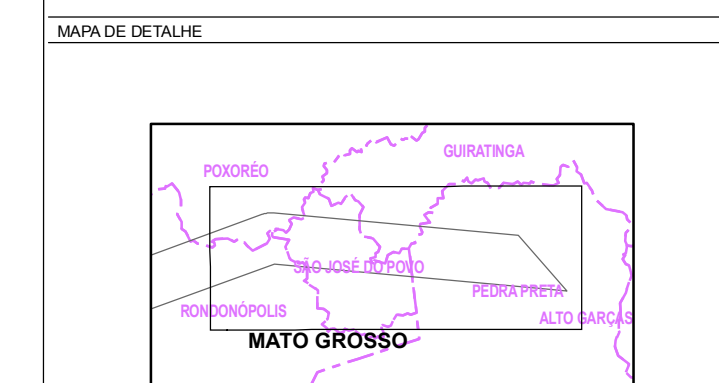 MAPA DE DETALHE
GUIRATINGA
POXORÉO
SÃO JOSÉ DO POVO
PEDRA PRETA
RONDONÓPOLIS
ALTO GARÇAS
MATO GROSSO